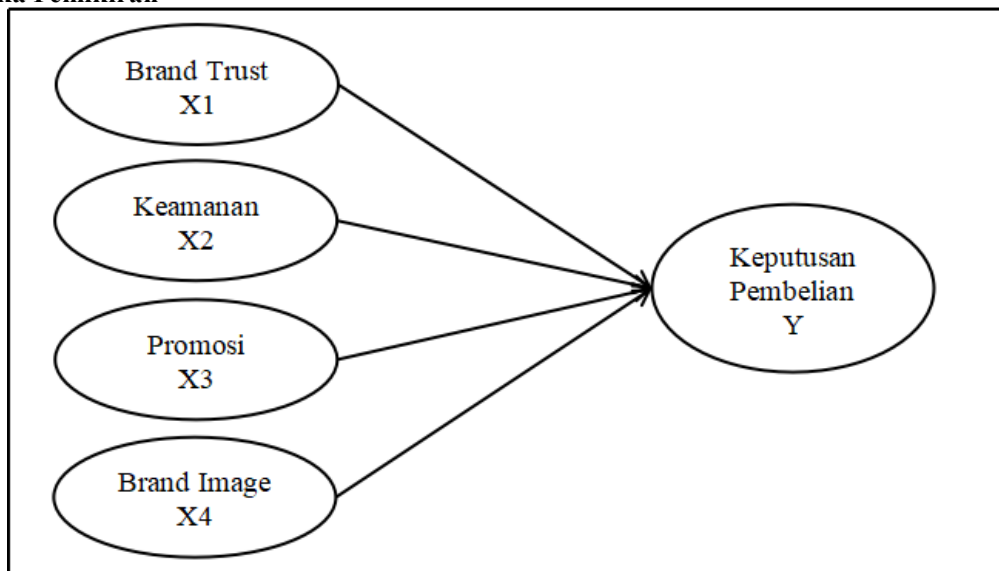 Brand Trust
X1
Keamanan
X2
Keputusan
Pembelian
Y
Promosi
X3
Brand Image
X4